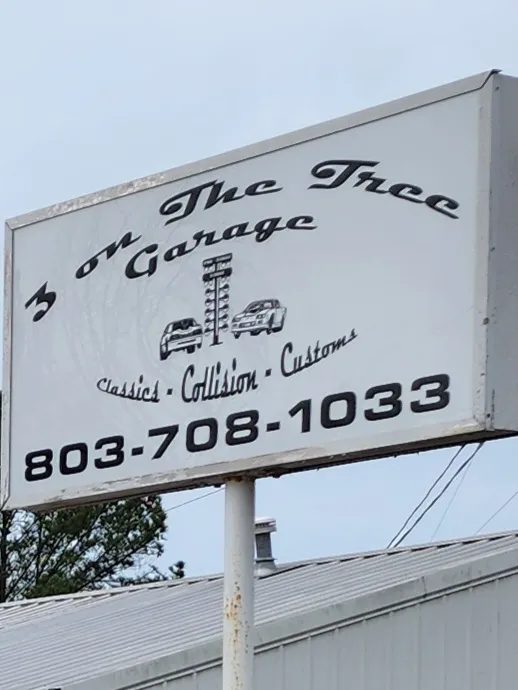 3 on The Tree
Garage
Classics - Collision - Customs
803-708-1033